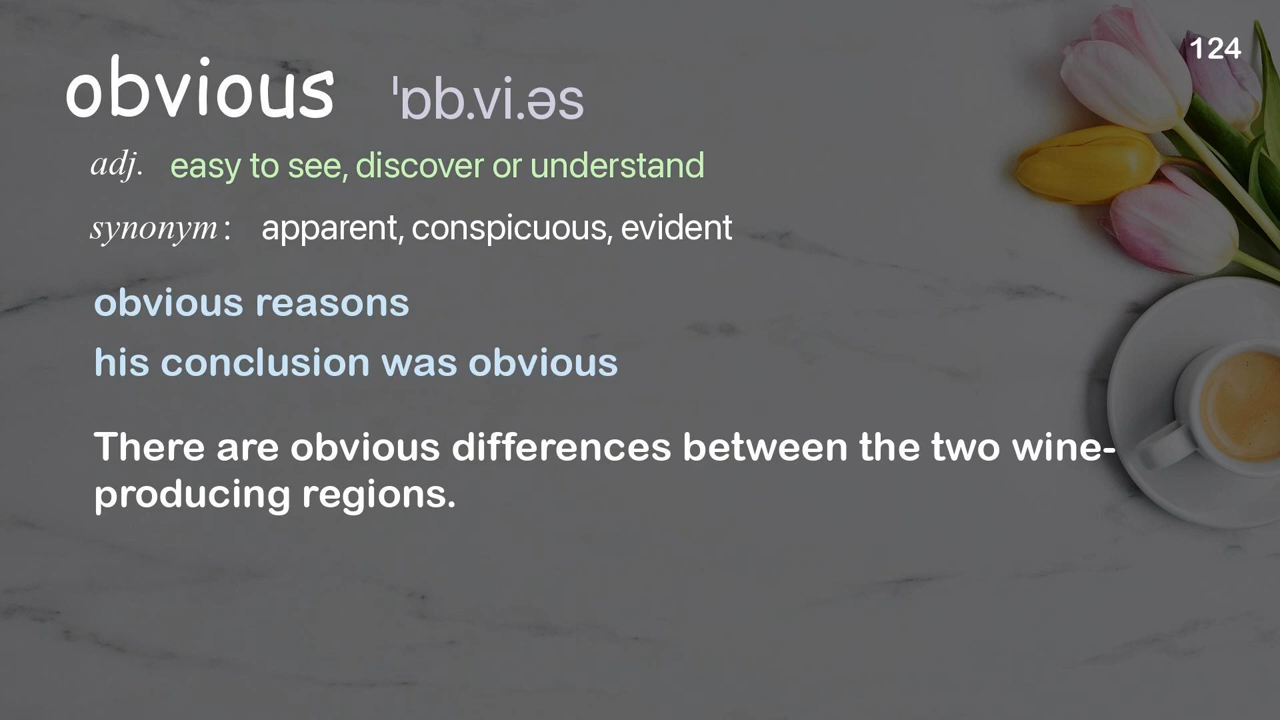 124
obvious ˈɒb.vi.əs
adj. easy to see, discover or understand
synonym: apparent, conspicuous, evident
obvious reasons
his conclusion was obvious
There are obvious differences between the two wine-
producing regions.